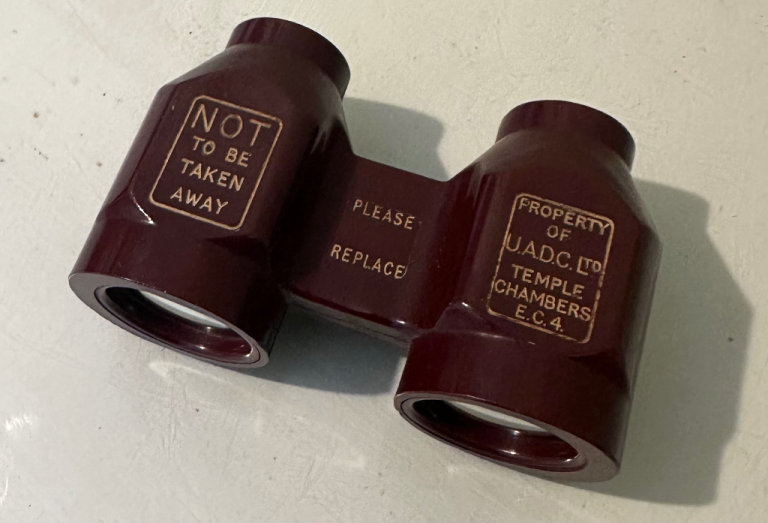 NOT
TO BE
TAKEN
AWAY
PLEASE
REPLACE
PROPERTY
OF
U.A.D.C. LTD.
TEMPLE
CHAMBERS
E.C.4.